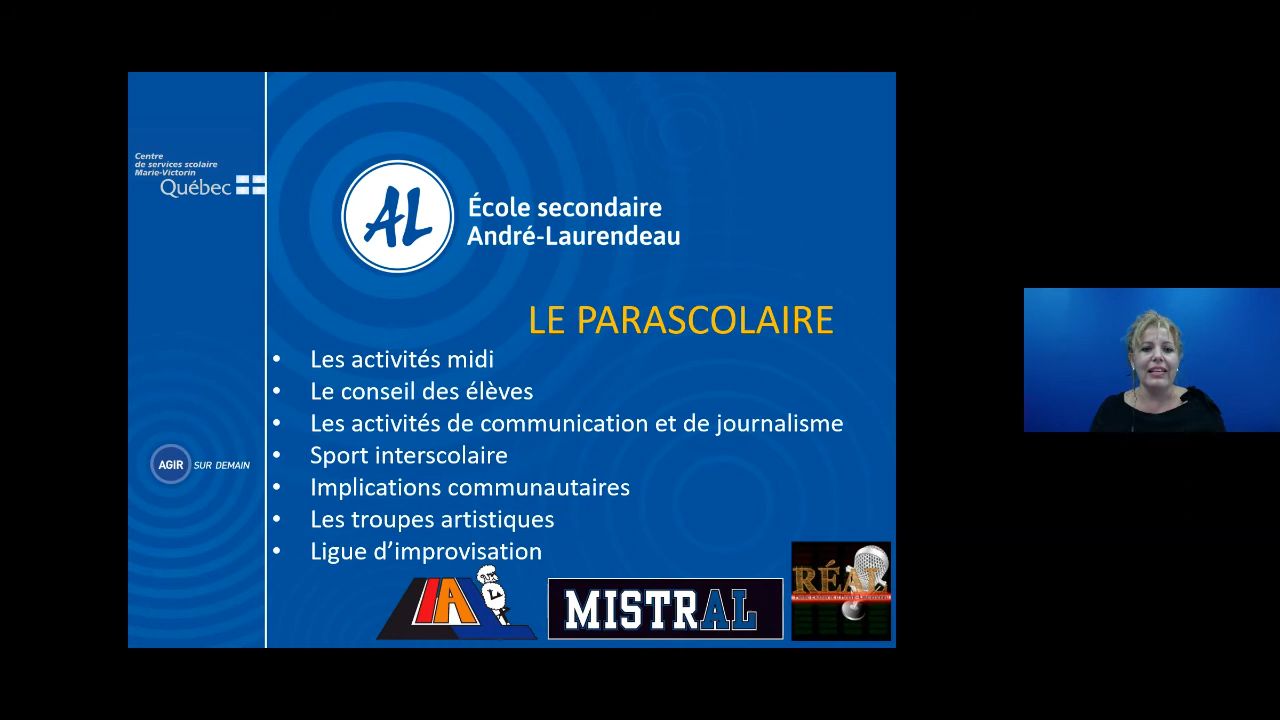 Centre
de services scolaire
Marie-Victorin
Québec
AL
École secondaire
André-Laurendeau
LE PARASCOLAIRE
• Les activités midi
• Le conseil des élèves
• Les activités de communication et de journalisme
• Sport interscolaire
• Implications communautaires
• Les troupes artistiques
• Ligue d’improvisation
AGIR SUR DEMAIN
MISTRAL
RÉAL